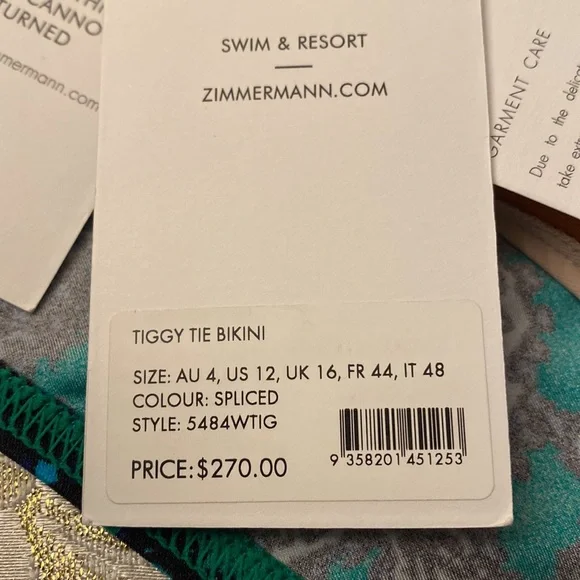 CANNO
TURNED
mermann.com
SWIM & RESORT
ZIMMERMANN.COM
GARMENT CARE
Due to the delicat
take ext
TIGGY TIE BIKINI
SIZE: AU 4, US 12, UK 16, FR 44, IT 48
COLOUR: SPLICED
STYLE: 5484WTIG
PRICE: $270.00
9 358201 451253